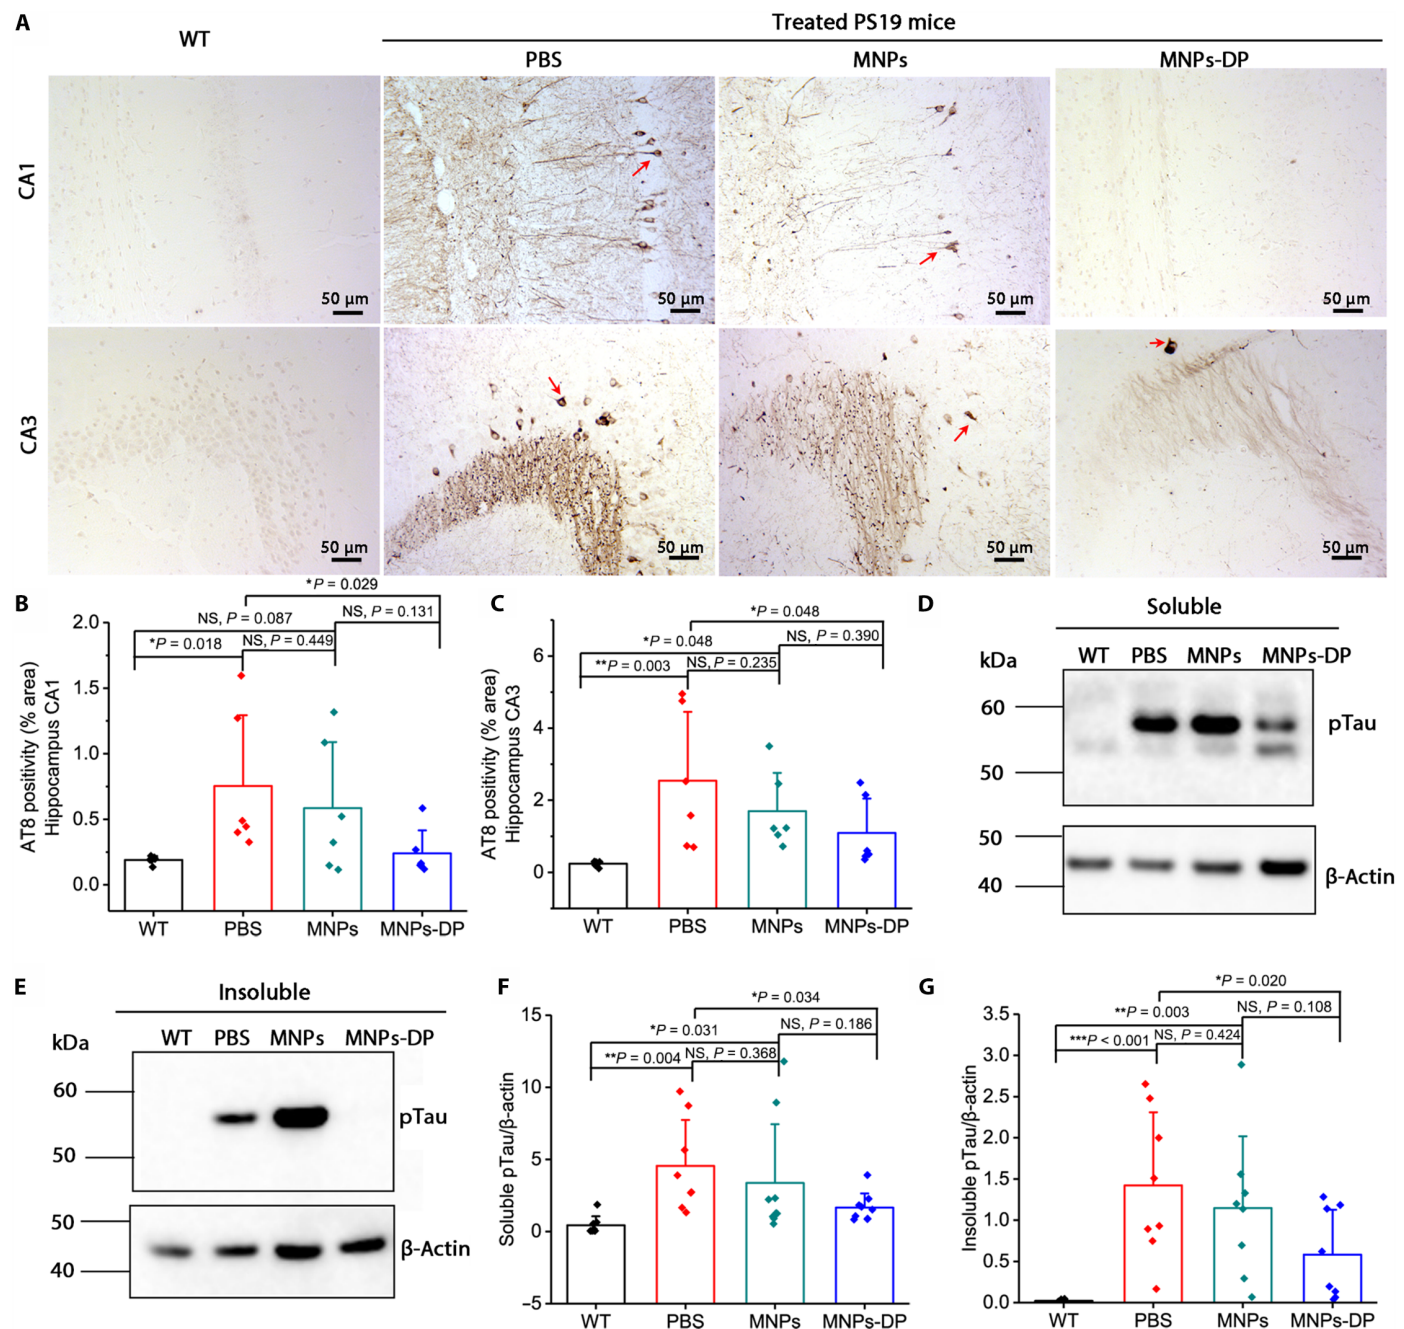 A
WT
Treated PS19 mice
PBS
MNPs
MNPs-DP
CA1
50 µm
50 µm
50 µm
50 µm
CA3
50 µm
50 µm
50 µm
50 µm
B
*P = 0.029
NS, P = 0.087
NS, P = 0.131
*P = 0.018
NS, P = 0.449
AT8 positivity (% area)
Hippocampus CA1
2.0
1.5
1.0
0.5
0.0
WT
PBS
MNPs
MNPs-DP
C
*P = 0.048
*P = 0.048
NS, P = 0.390
**P = 0.003
NS, P = 0.235
AT8 positivity (% area)
Hippocampus CA3
6
4
2
0
WT
PBS
MNPs
MNPs-DP
D
Soluble
kDa
WT
PBS
MNPs
MNPs-DP
60
pTau
50
50
β-Actin
40
E
Insoluble
kDa
WT
PBS
MNPs
MNPs-DP
60
pTau
50
50
β-Actin
40
F
*P = 0.034
*P = 0.031
NS, P = 0.186
**P = 0.004
NS, P = 0.368
Soluble pTau/β-actin
15
10
5
0
−5
WT
PBS
MNPs
MNPs-DP
G
*P = 0.020
**P = 0.003
NS, P = 0.108
***P < 0.001
NS, P = 0.424
Insoluble pTau/β-actin
3.5
3.0
2.5
2.0
1.5
1.0
0.5
0.0
WT
PBS
MNPs
MNPs-DP